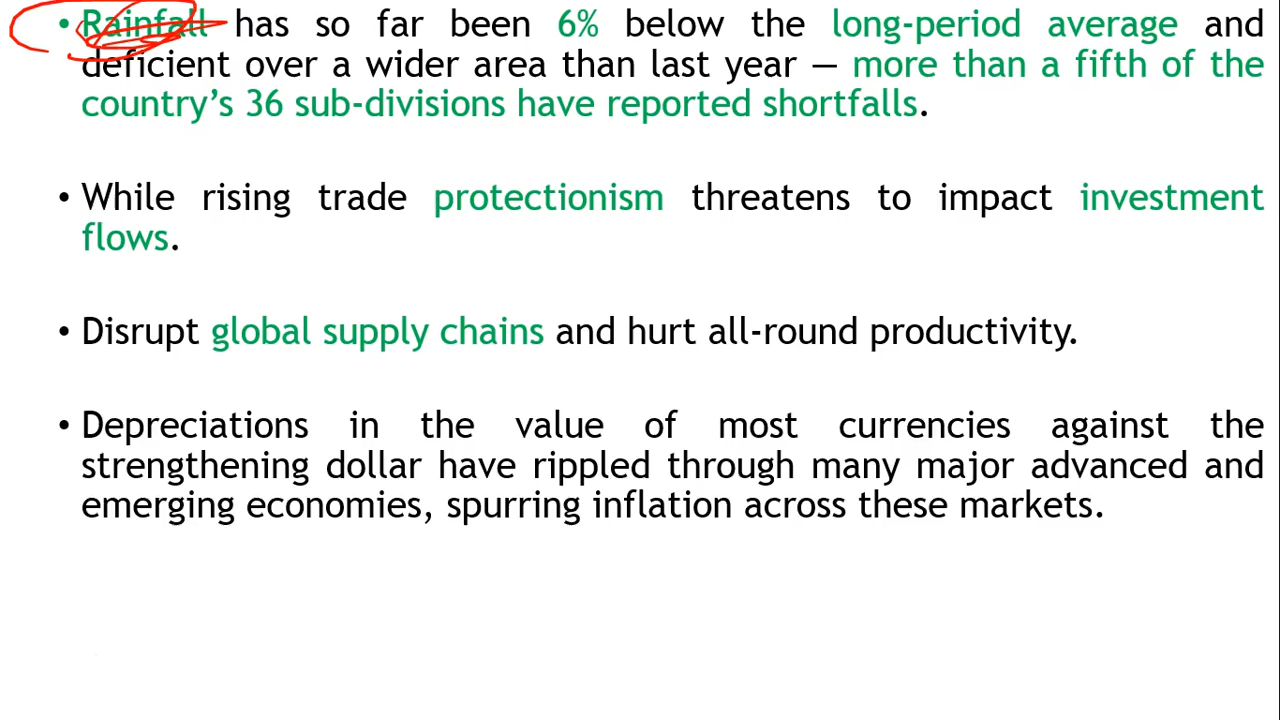 • Rainfall has so far been 6% below the long-period average and
deficient over a wider area than last year — more than a fifth of the
country’s 36 sub-divisions have reported shortfalls.
• While rising trade protectionism threatens to impact investment
flows.
• Disrupt global supply chains and hurt all-round productivity.
• Depreciations in the value of most currencies against the
strengthening dollar have rippled through many major advanced and
emerging economies, spurring inflation across these markets.